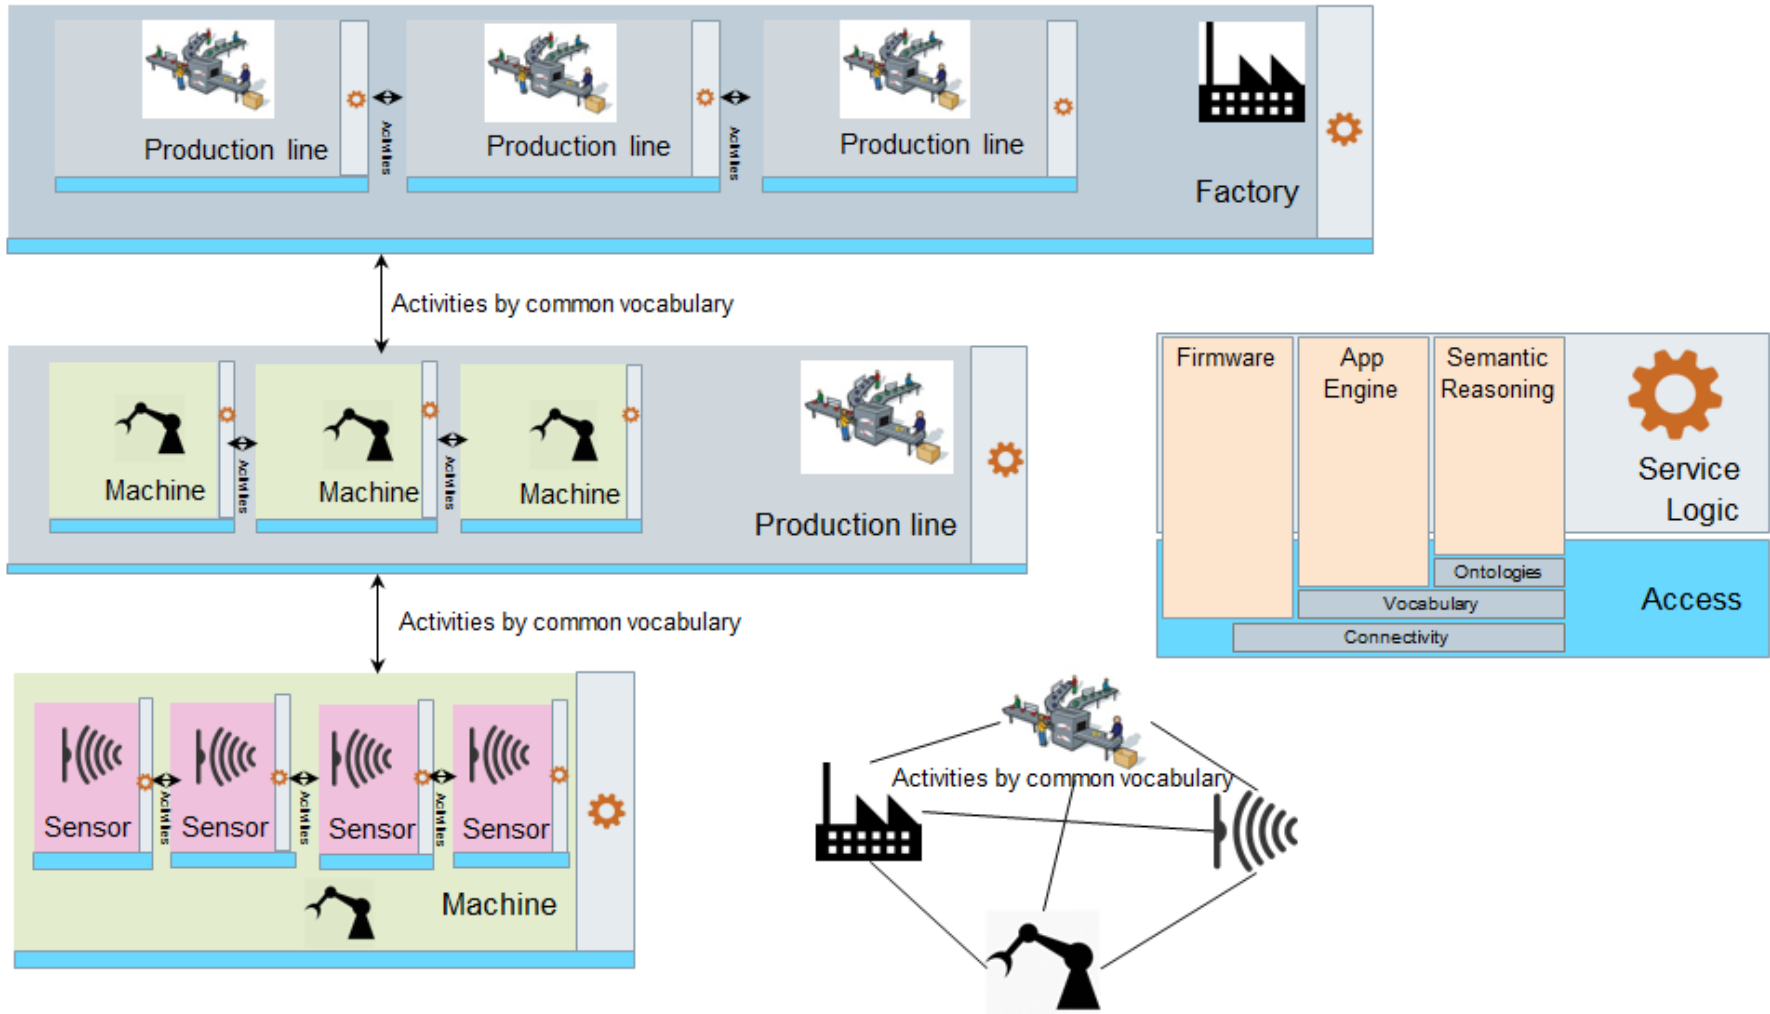 Production line
Activities
Production line
Activities
Production line
Factory
Activities by common vocabulary
Machine
Activities
Machine
Activities
Machine
Production line
Activities by common vocabulary
Sensor
Activities
Sensor
Activities
Sensor
Activities
Sensor
Machine
Firmware
App
Engine
Semantic
Reasoning
Service
Logic
Ontologies
Vocabulary
Connectivity
Access
Activities by common vocabulary